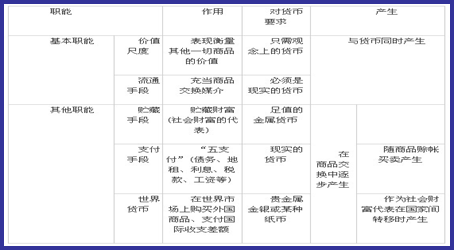 职能 作用 对货币 产生
要求
基本职能 价值 表现衡量 只需观 与货币同时产生
尺度 其他一切商品 念上的货币
的价值
流通 充当商品 必须是
手段 交换媒介 现实的货币
其他职能 贮藏 贮藏财富 足值的
手段 (社会财富的代 金属货币
表)
支付 “五支 现实的 在 随商品赊帐
手段 付”(债务、地 货币 商品交 买卖产生
租、利息、税 换中逐
款、工资等) 步产生
世界 在世界市 贵金属 作为社会财
货币 场上购买外国 金银或某种 富代表在国家间
商品、支付国 纸币 转移时产生
际收支差额